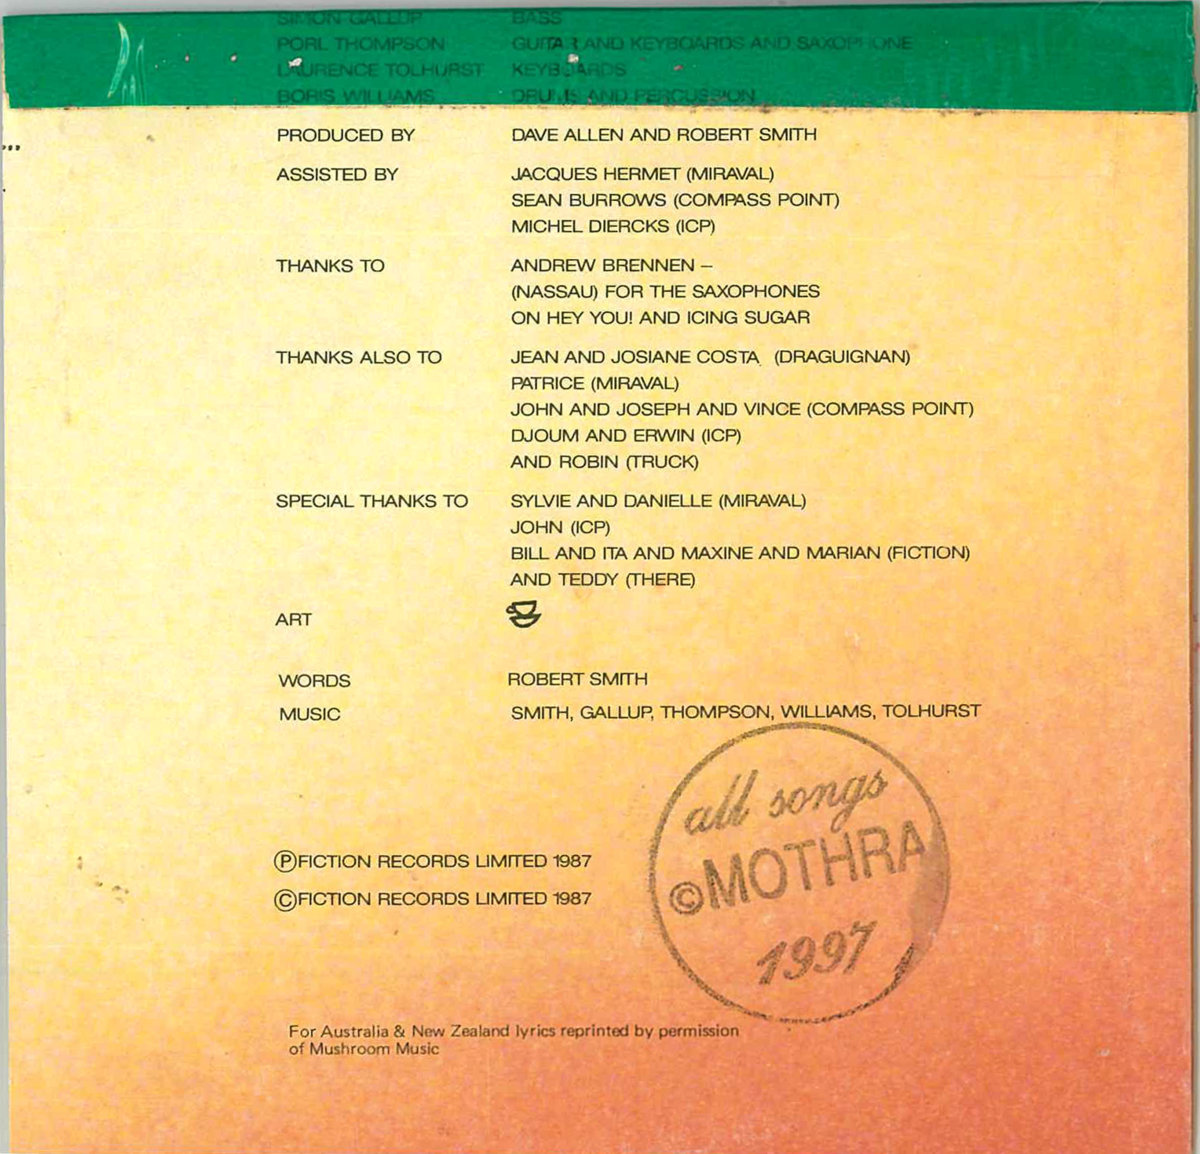 SIMON GALLUP BASS
PORL THOMPSON GUITAR AND KEYBOARDS AND SAXOPHONE
LAURENCE TOLHURST KEYBOARDS
BORIS WILLIAMS DRUMS AND PERCUSSION
PRODUCED BY DAVE ALLEN AND ROBERT SMITH
ASSISTED BY JACQUES HERMET (MIRAVAL)
SEAN BURROWS (COMPASS POINT)
MICHEL DIERCKS (ICP)
THANKS TO ANDREW BRENNEN –
(NASSAU) FOR THE SAXOPHONES
ON HEY YOU! AND ICING SUGAR
THANKS ALSO TO JEAN AND JOSIANE COSTA (DRAGUIGNAN)
PATRICE (MIRAVAL)
JOHN AND JOSEPH AND VINCE (COMPASS POINT)
DJOUM AND ERWIN (ICP)
AND ROBIN (TRUCK)
SPECIAL THANKS TO SYLVIE AND DANIELLE (MIRAVAL)
JOHN (ICP)
BILL AND ITA AND MAXINE AND MARIAN (FICTION)
AND TEDDY (THERE)
ART
WORDS ROBERT SMITH
MUSIC SMITH, GALLUP, THOMPSON, WILLIAMS, TOLHURST
all songs
©MOTHRA
1997
ⓅFICTION RECORDS LIMITED 1987
©FICTION RECORDS LIMITED 1987
For Australia & New Zealand lyrics reprinted by permission
of Mushroom Music